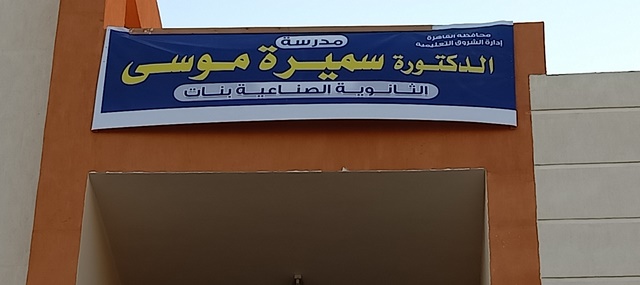 محافظة القاهرة
إدارة الشروق التعليمية
مدرسة
الدكتورة سميرة موسى
الثانوية الصناعية بنات